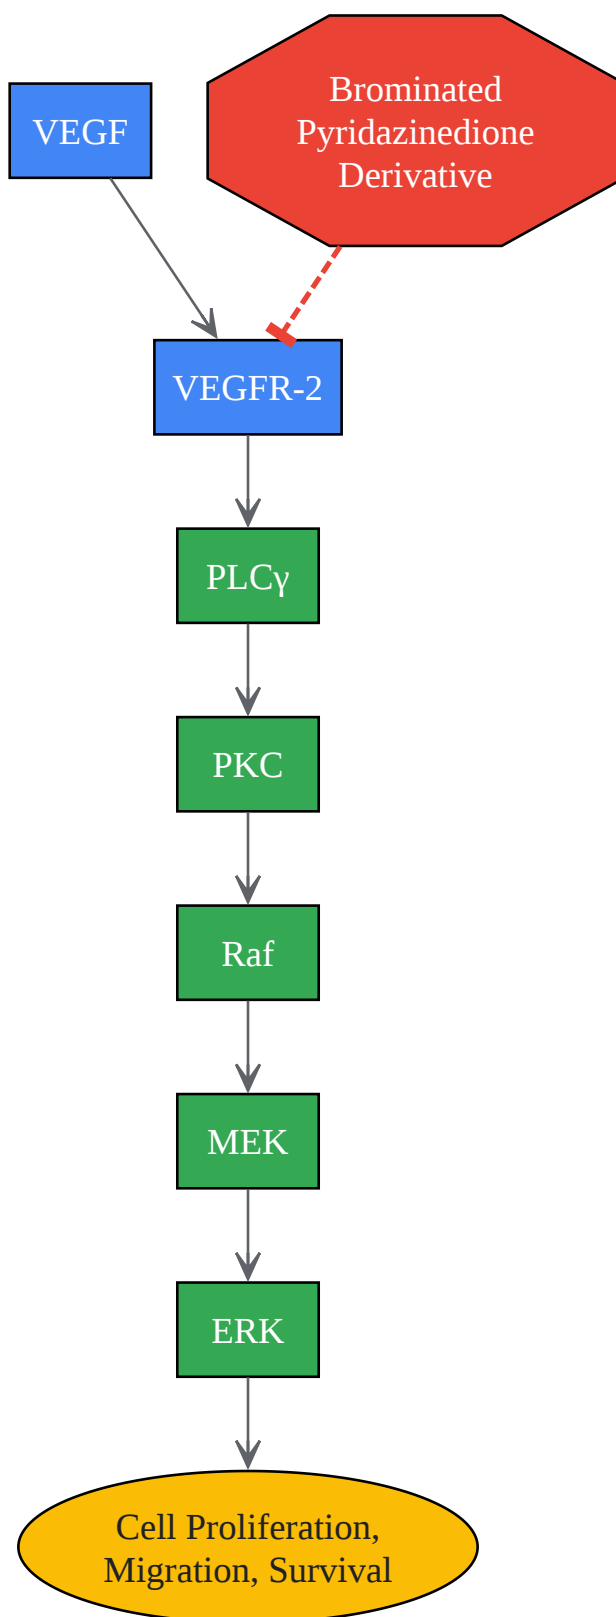 VEGF
Brominated
Pyridazinedione
Derivative
VEGFR-2
PLCγ
PKC
Raf
MEK
ERK
Cell Proliferation,
Migration, Survival